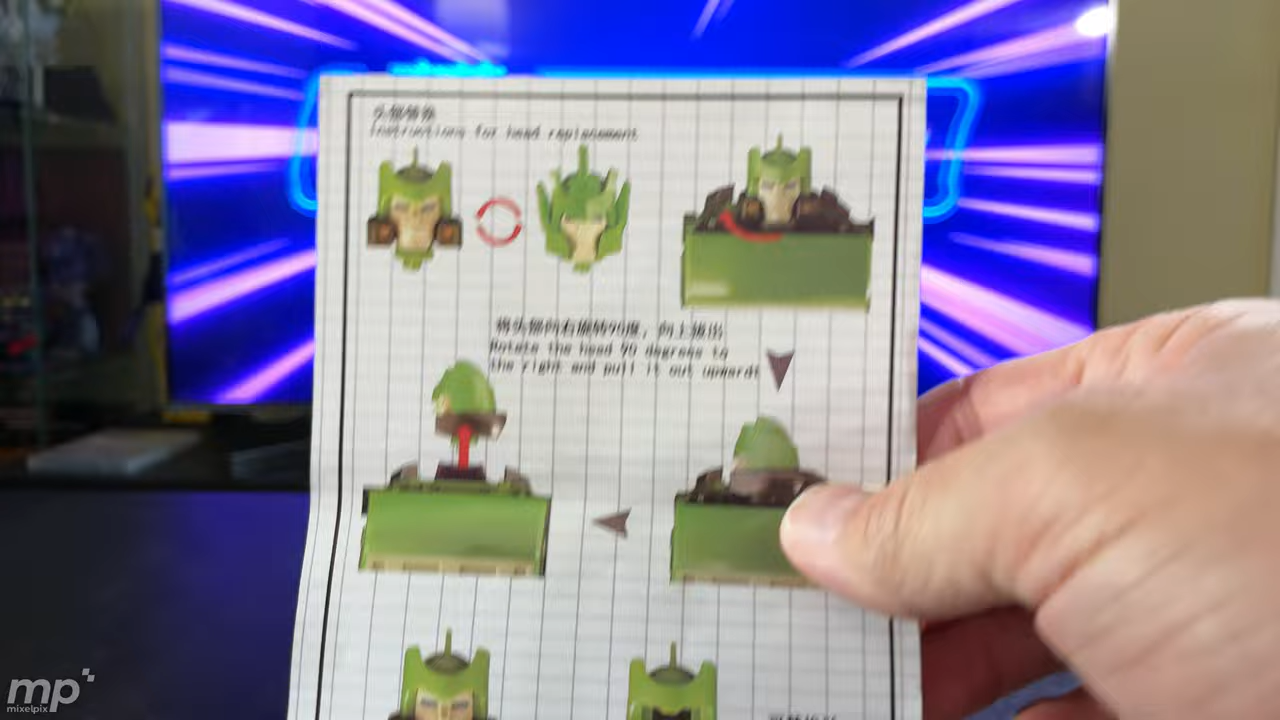 头部替换
Instructions for head replacement
将头部向右旋转90度，向上拔出
Rotate the head 90 degrees to
the right and pull it out upward!
mp
mixelpix